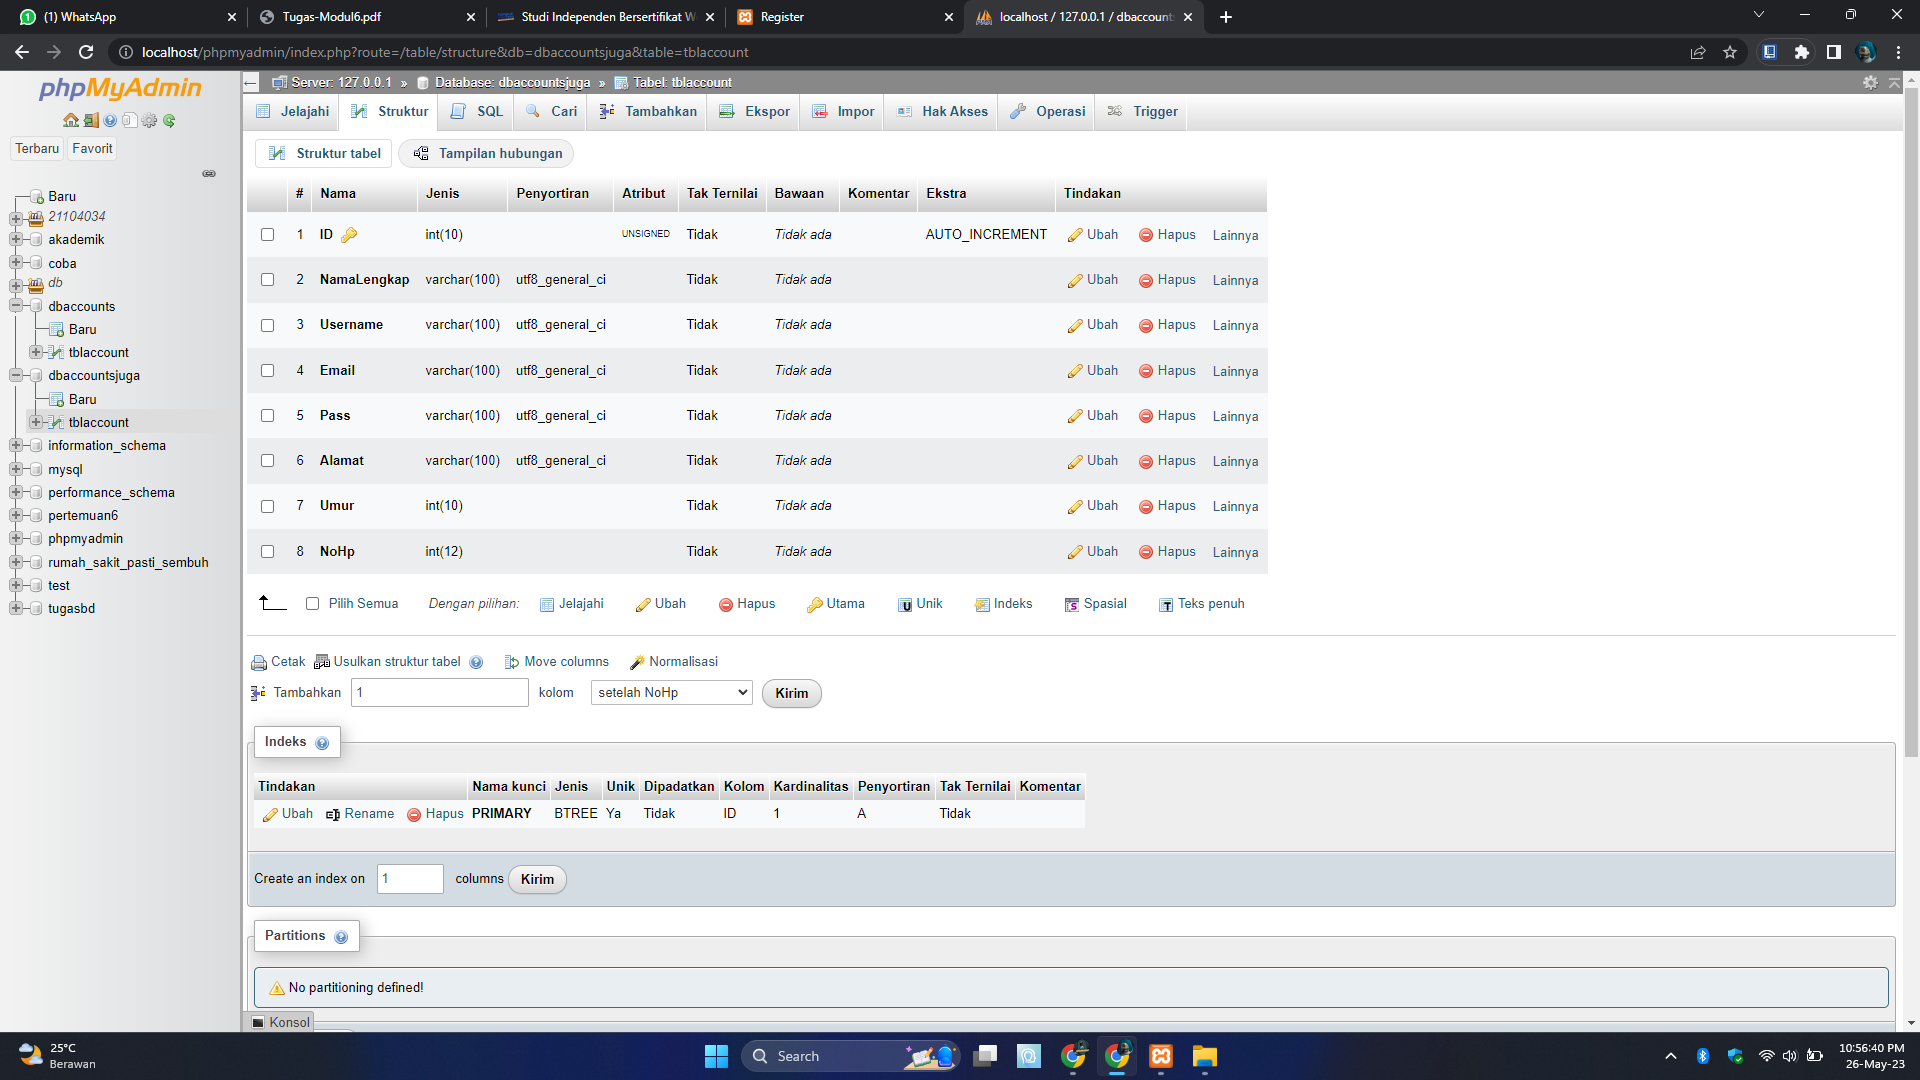 (1) WhatsApp
Tugas-Modul6.pdf
Studi Independen Bersertifikat W
Register
localhost / 127.0.0.1 / dbaccounts
localhost/phpmyadmin/index.php?route=/table/structure&db=dbaccountsjuga&table=tblaccount
phpMyAdmin
Terbaru Favorit
Baru
21104034
akademik
coba
db
dbaccounts
Baru
tblaccount
dbaccountsjuga
Baru
tblaccount
information_schema
mysql
performance_schema
pertemuan6
phpmyadmin
rumah_sakit_pasti_sembuh
test
tugasbd
Server: 127.0.0.1 » Database: dbaccountsjuga » Tabel: tblaccount
Jelajahi Struktur SQL Cari Tambahkan Ekspor Impor Hak Akses Operasi Trigger
Struktur tabel Tampilan hubungan
# Nama Jenis Penyortiran Atribut Tak Ternilai Bawaan Komentar Ekstra Tindakan
1 ID int(10) UNSIGNED Tidak Tidak ada AUTO_INCREMENT Ubah Hapus Lainnya
2 NamaLengkap varchar(100) utf8_general_ci Tidak Tidak ada Ubah Hapus Lainnya
3 Username varchar(100) utf8_general_ci Tidak Tidak ada Ubah Hapus Lainnya
4 Email varchar(100) utf8_general_ci Tidak Tidak ada Ubah Hapus Lainnya
5 Pass varchar(100) utf8_general_ci Tidak Tidak ada Ubah Hapus Lainnya
6 Alamat varchar(100) utf8_general_ci Tidak Tidak ada Ubah Hapus Lainnya
7 Umur int(10) Tidak Tidak ada Ubah Hapus Lainnya
8 NoHp int(12) Tidak Tidak ada Ubah Hapus Lainnya
Pilih Semua Dengan pilihan: Jelajahi Ubah Hapus Utama Unik Indeks Spasial Teks penuh
Cetak Usulkan struktur tabel Move columns Normalisasi
Tambahkan 1 kolom setelah NoHp Kirim
Indeks
Tindakan Nama kunci Jenis Unik Dipadatkan Kolom Kardinalitas Penyortiran Tak Ternilai Komentar
Ubah Rename Hapus PRIMARY BTREE Ya Tidak ID 1 A Tidak
Create an index on 1 columns Kirim
Partitions
No partitioning defined!
Konsol
25°C
Berawan
Search
10:56:40 PM
26-May-23